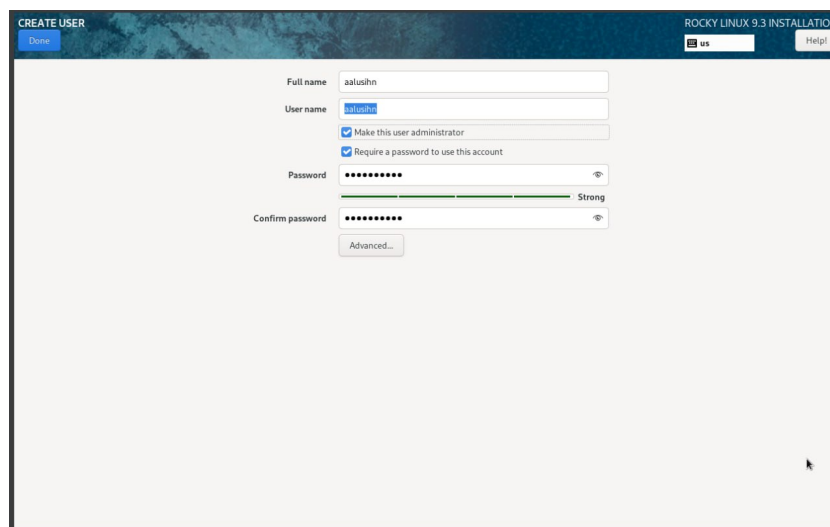 CREATE USER
ROCKY LINUX 9.3 INSTALLATIO
Done
us
Help!
Full name aalusihn
User name aalusihn
Make this user administrator
Require a password to use this account
Password ••••••••••
Strong
Confirm password ••••••••••
Advanced...